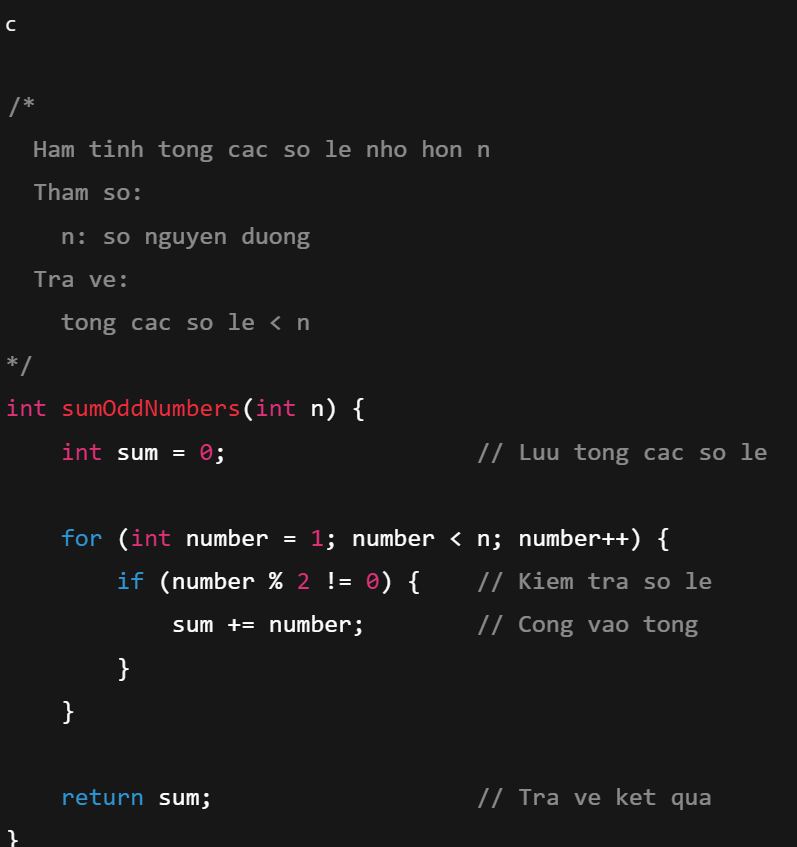 c
/*
  Ham tinh tong cac so le nho hon n
  Tham so:
    n: so nguyen duong
  Tra ve:
    tong cac so le < n
*/
int sumOddNumbers(int n) {
    int sum = 0;                  // Luu tong cac so le
    for (int number = 1; number < n; number++) {
        if (number % 2 != 0) {    // Kiem tra so le
            sum += number;        // Cong vao tong
        }
    }
    return sum;                   // Tra ve ket qua
}